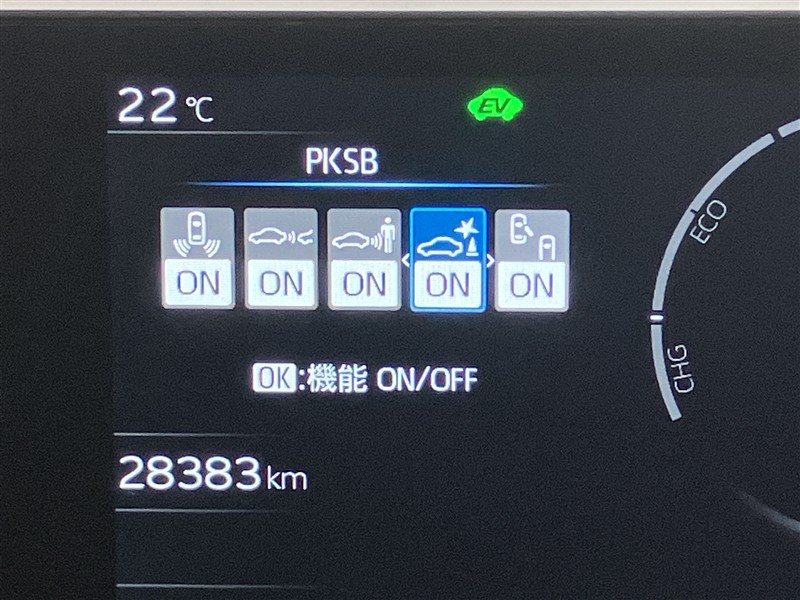 22℃
EV
PKSB
ON ON ON ON ON
OK:機能 ON/OFF
ECO
CHG
28383km